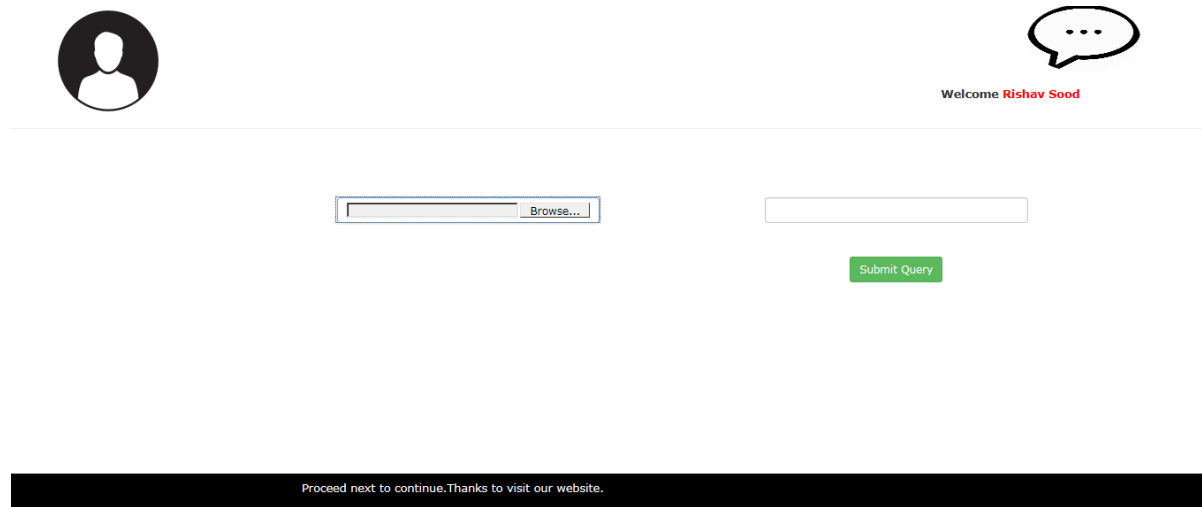 Welcome Rishav Sood
Browse...
Submit Query
Proceed next to continue.Thanks to visit our website.